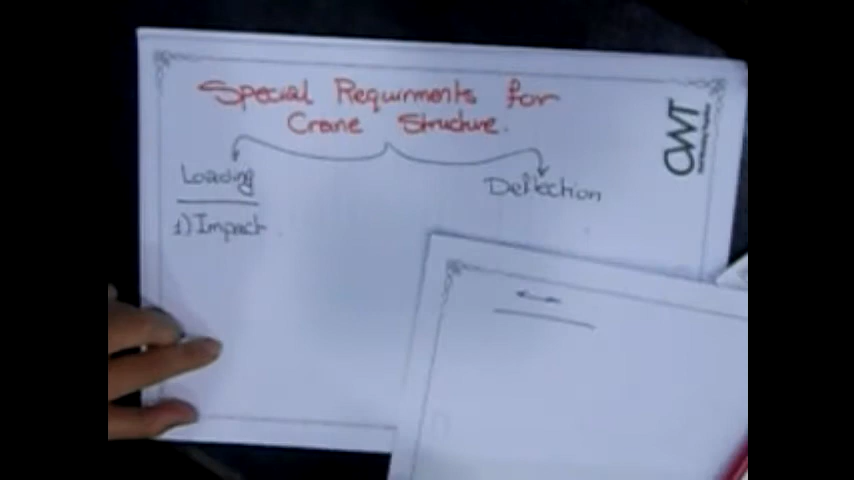 Special Requirments for
Crane Structure.
Loading
Deflection
1) Impact
CWT